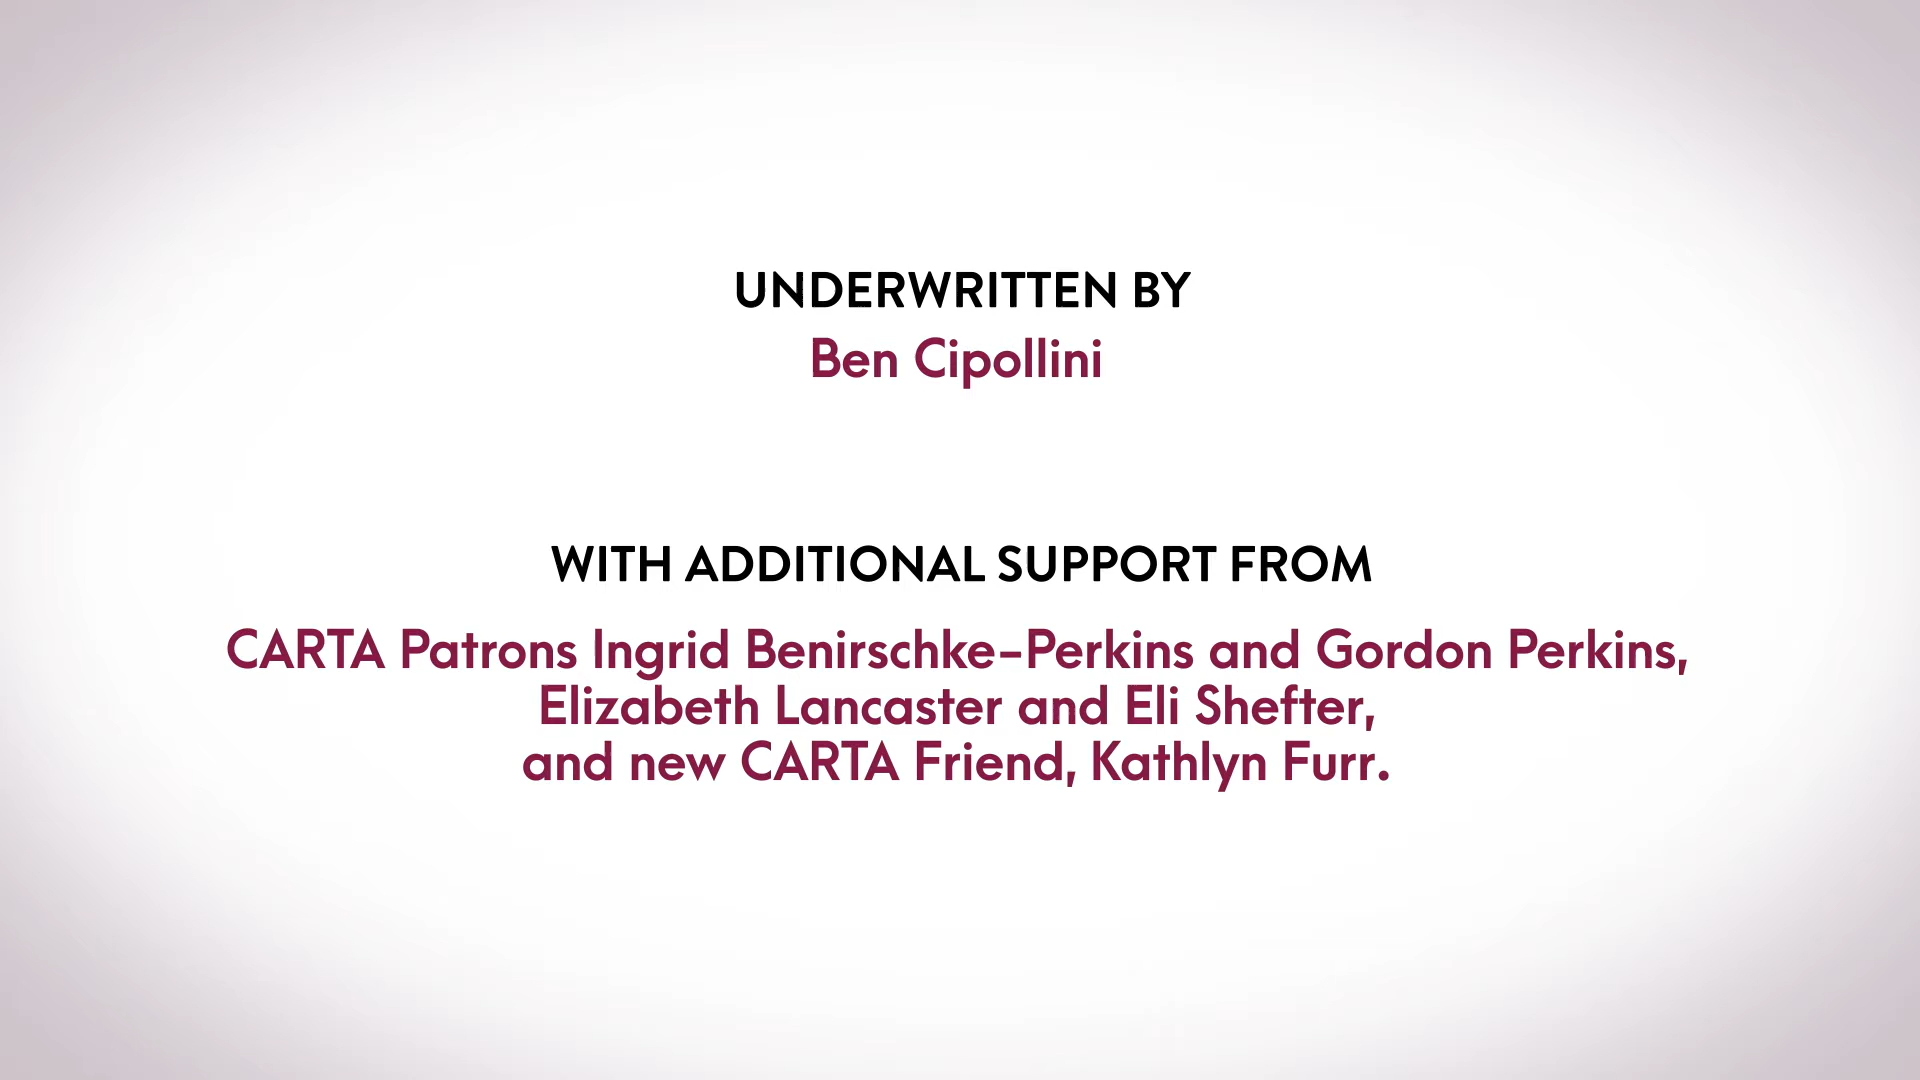 UNDERWRITTEN BY
Ben Cipollini
WITH ADDITIONAL SUPPORT FROM
CARTA Patrons Ingrid Benirschke-Perkins and Gordon Perkins,
Elizabeth Lancaster and Eli Shefter,
and new CARTA Friend, Kathlyn Furr.